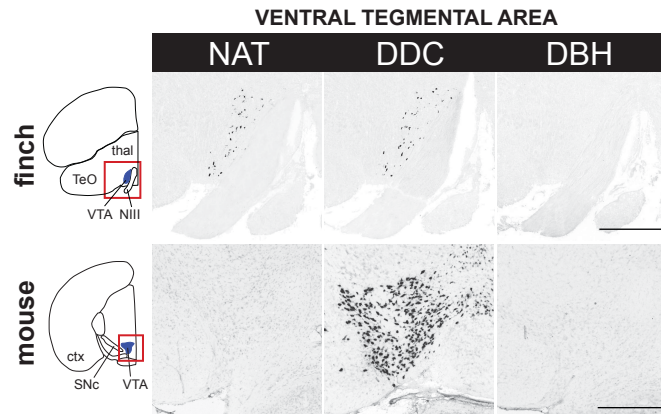 VENTRAL TEGMENTAL AREA
NAT DDC DBH
finch
thal
TeO
VTA NIII
mouse
ctx
SNc VTA